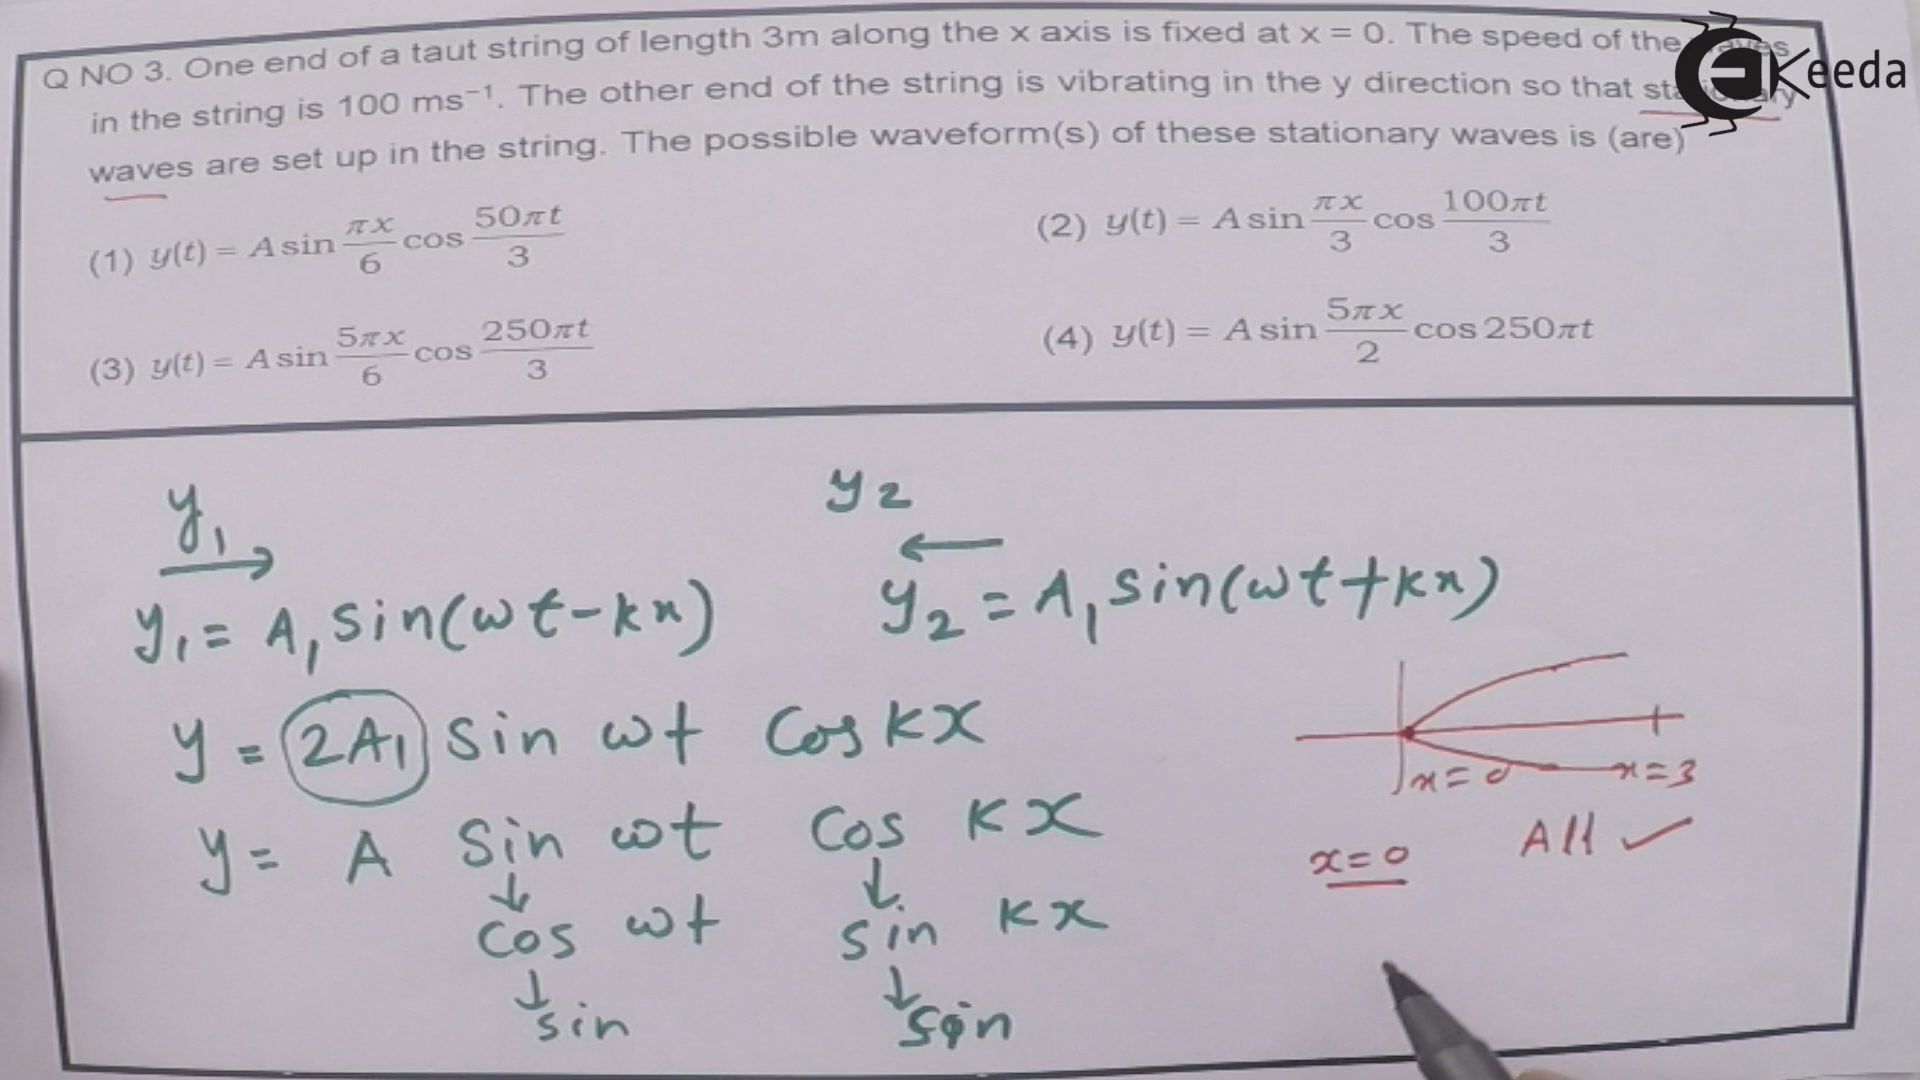 Q NO 3. One end of a taut string of length 3m along the x axis is fixed at x = 0. The speed of the waves
in the string is 100 ms⁻¹. The other end of the string is vibrating in the y direction so that stationary
waves are set up in the string. The possible waveform(s) of these stationary waves is (are)
(1) y(t) = A sin πx/6 cos 50πt/3
(2) y(t) = A sin πx/3 cos 100πt/3
(3) y(t) = A sin 5πx/6 cos 250πt/3
(4) y(t) = A sin 5πx/2 cos 250πt
Keeda
y₁ →
y₂ ←
y₁ = A₁ sin(ωt - kx)
y₂ = A₁ sin(ωt + kx)
y = 2A₁ sin ωt cos kx
x = 0
x = 3
y = A sin ωt cos kx
↓ ↓
x = 0 All ✓
cos ωt sin kx
↓ ↓
sin sin